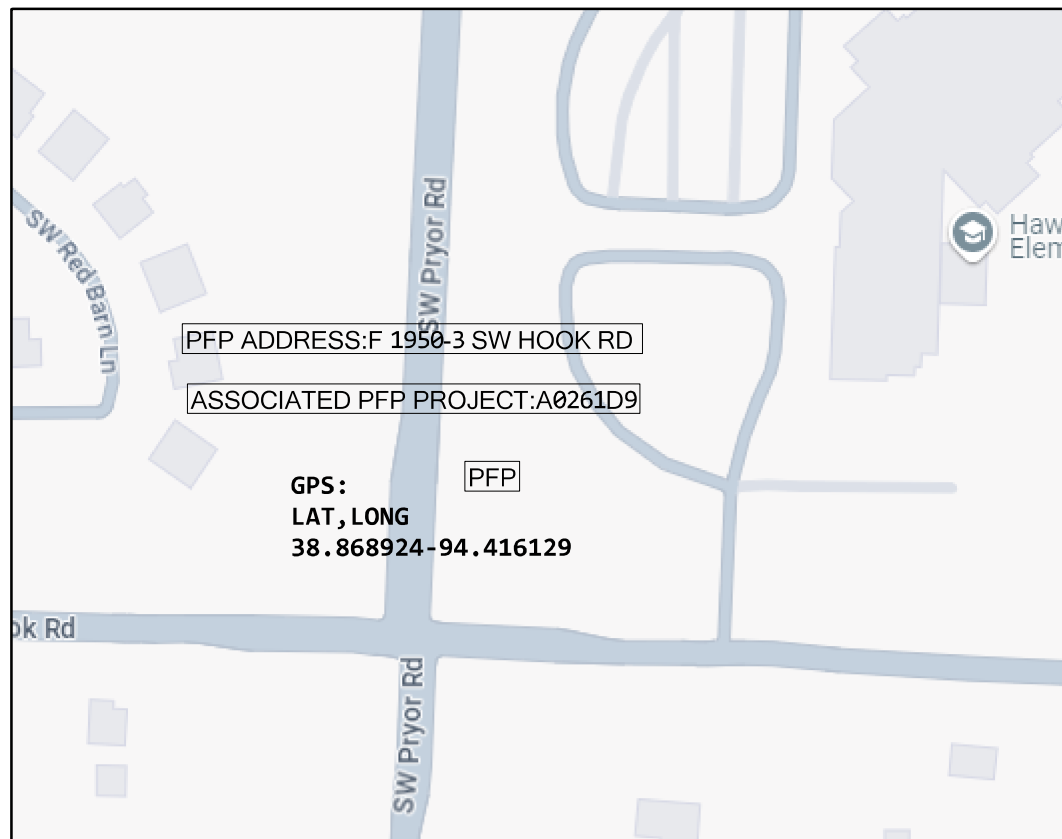 SW Pryor Rd
SW Red Barn Ln
Haw
Elem
PFP ADDRESS:F 1950-3 SW HOOK RD
ASSOCIATED PFP PROJECT:A0261D9
PFP
GPS:
LAT,LONG
38.868924-94.416129
ok Rd
SW Pryor Rd